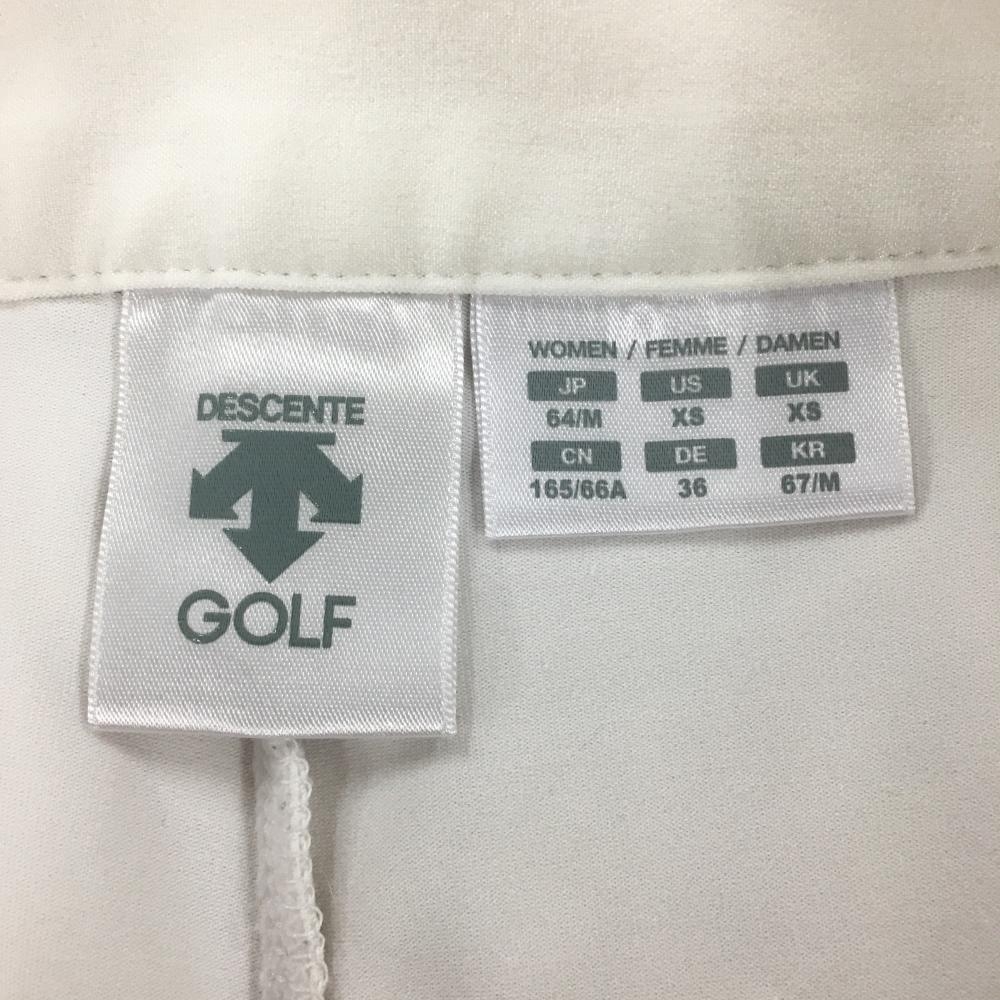 DESCENTE
GOLF
WOMEN / FEMME / DAMEN
JP US UK
64/M XS XS
CN DE KR
165/66A 36 67/M